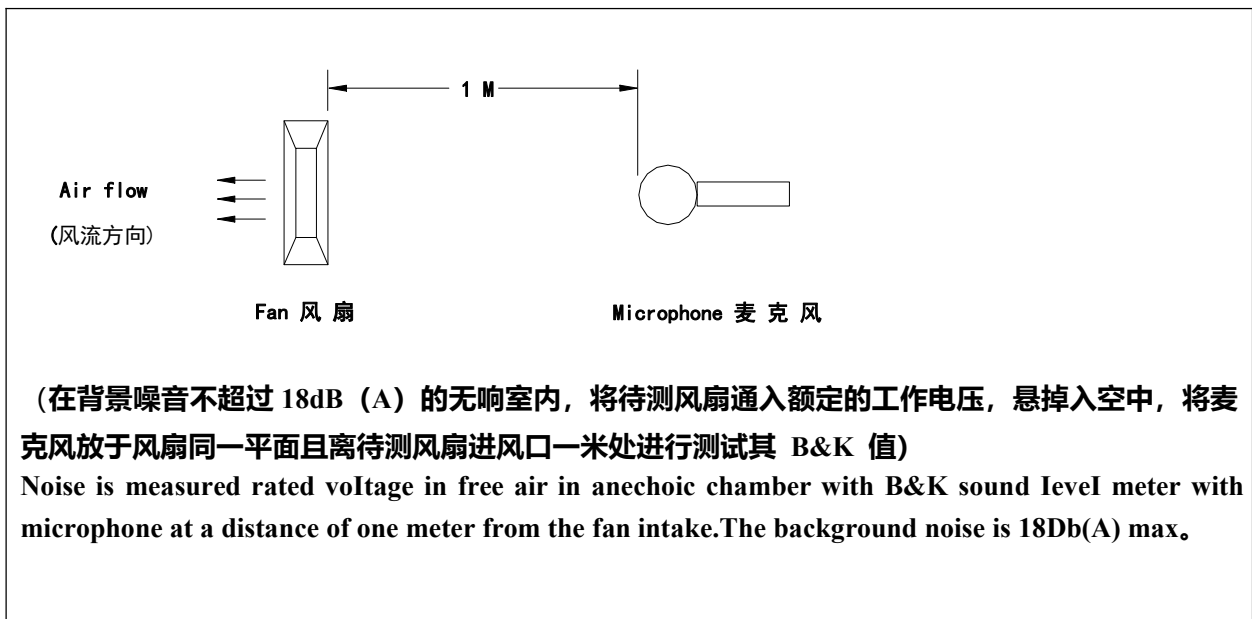 1 M
Air flow
(风流方向)
Fan 风 扇
Microphone 麦 克 风
（在背景噪音不超过 18dB（A）的无响室内，将待测风扇通入额定的工作电压，悬掉入空中，将麦
克风放于风扇同一平面且离待测风扇进风口一米处进行测试其 B&K 值)
Noise is measured rated voItage in free air in anechoic chamber with B&K sound IeveI meter with
microphone at a distance of one meter from the fan intake.The background noise is 18Db(A) max。